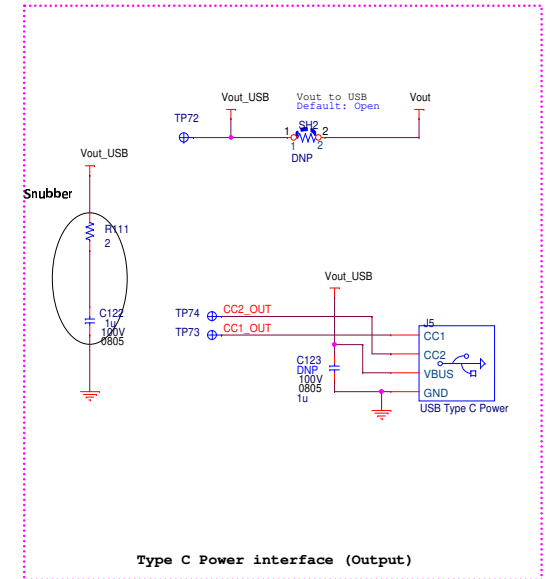 Vout_USB
Vout to USB
Default: Open
Vout
TP72
SH2
1
2
1
2
DNP
Vout_USB
Snubber
R111
2
C122
1u
100V
0805
Vout_USB
TP74
CC2_OUT
TP73
CC1_OUT
J5
CC1
CC2
VBUS
GND
USB Type C Power
C123
DNP
100V
0805
1u
Type C Power interface (Output)